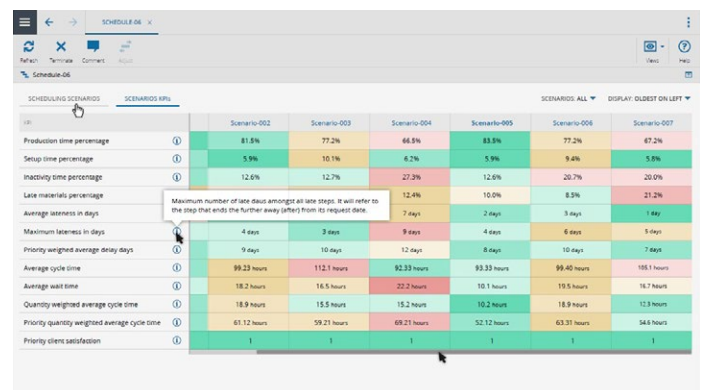 SCHEDULE-06 ×
Refresh Terminate Comment Adjust Views Help
Schedule-06
SCHEDULING SCENARIOS SCENARIOS KPIs SCENARIOS: ALL DISPLAY: OLDEST ON LEFT
KPI Scenario-002 Scenario-003 Scenario-004 Scenario-005 Scenario-006 Scenario-007
Production time percentage 81.5% 77.2% 66.5% 83.5% 77.2% 67.2%
Setup time percentage 5.9% 10.1% 6.2% 5.9% 9.4% 5.8%
Inactivity time percentage 12.6% 12.7% 27.3% 12.6% 20.7% 20.0%
Late materials percentage 12.4% 10.0% 8.5% 21.2%
Maximum number of late daus amongst all late steps. It will refer to
the step that ends the further away (after) from its request date.
Average lateness in days 7 days 2 days 3 days 1 day
Maximum lateness in days 4 days 3 days 9 days 4 days 6 days 5 days
Priority weighed average delay days 9 days 10 days 12 days 8 days 10 days 7 days
Average cycle time 99.23 hours 112.1 hours 92.33 hours 93.33 hours 99.40 hours 105.1 hours
Average wait time 18.2 hours 16.5 hours 22.2 hours 10.1 hours 19.5 hours 16.7 hours
Quantity weighted average cycle time 18.9 hours 15.5 hours 15.2 hours 10.2 hours 18.9 hours 12.3 hours
Priority quantity weighted average cycle time 61.12 hours 59.21 hours 69.21 hours 52.12 hours 63.31 hours 54.6 hours
Priority client satisfaction 1 1 1 1 1 1